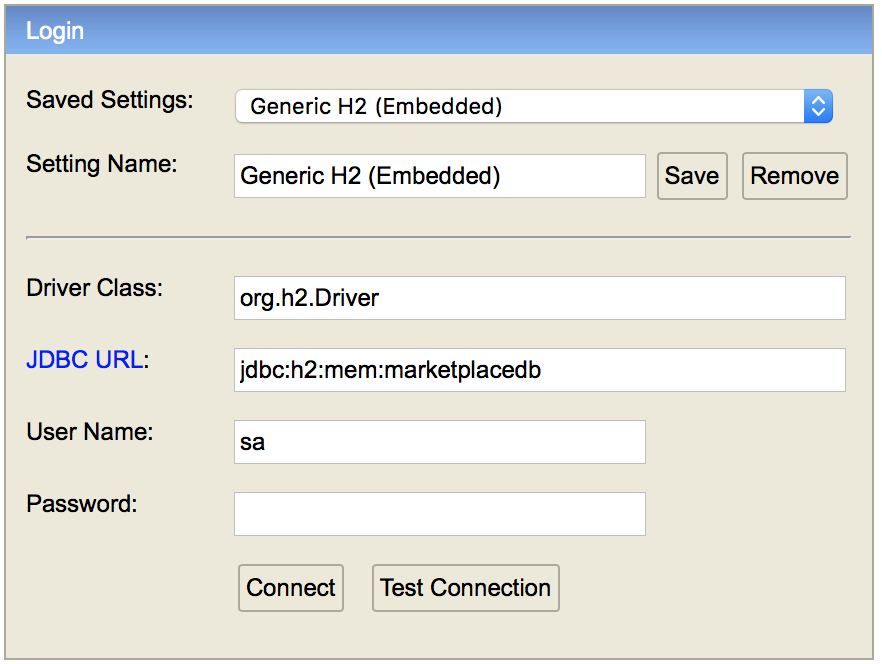 Login
Saved Settings: Generic H2 (Embedded)
Setting Name: Generic H2 (Embedded) Save Remove
Driver Class: org.h2.Driver
JDBC URL: jdbc:h2:mem:marketplacedb
User Name: sa
Password:
Connect Test Connection